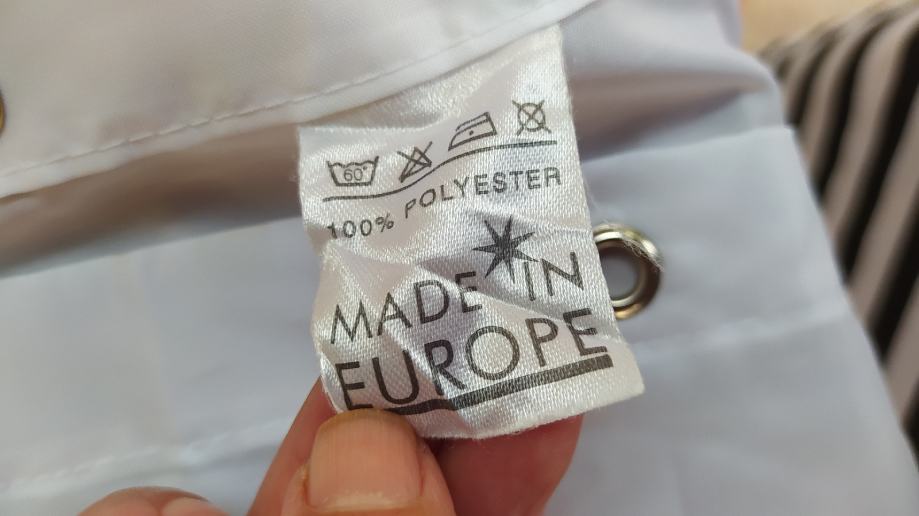 60°
100% POLYESTER
MADE IN
EUROPE